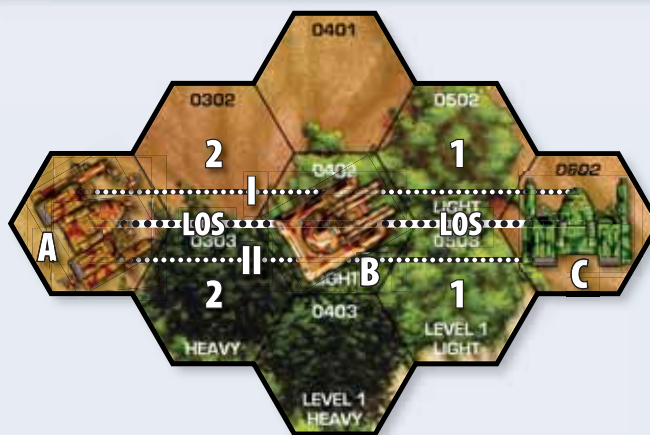 0401
0302
0502
2
1
0402
0602
I
LIGHT
LOS
LOS
0303
0503
A
II
LIGHT
B
C
2
1
0403
HEAVY
LEVEL 1
LIGHT
LEVEL 1
HEAVY